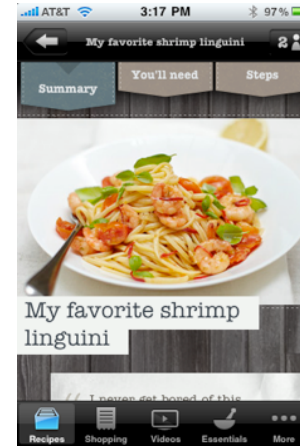 AT&T 3:17 PM 97%
My favorite shrimp linguini 2
Summary You'll need Steps
My favorite shrimp
linguini
“ I never get bored of this
Recipes Shopping Videos Essentials More